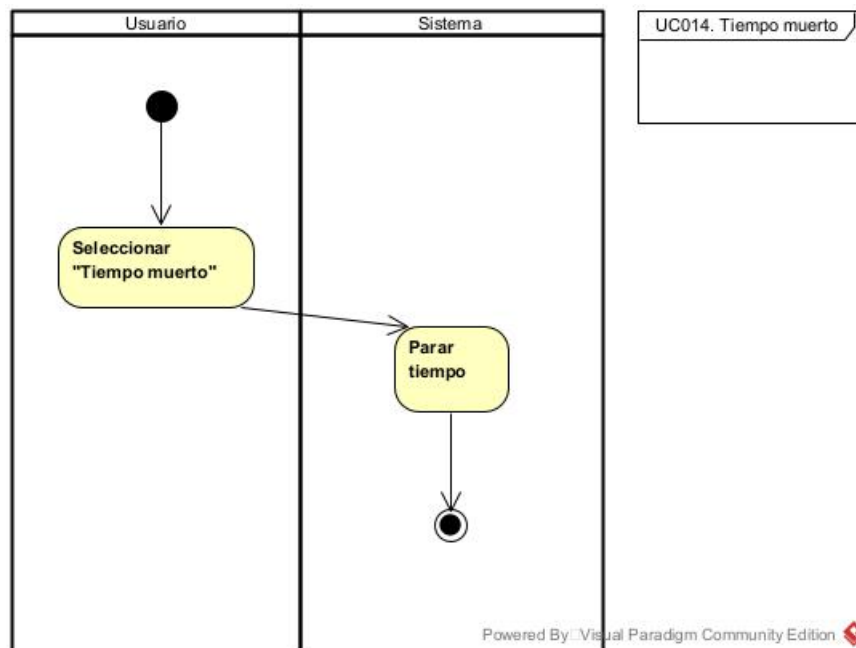 Usuario
Sistema
UC014. Tiempo muerto
Seleccionar
"Tiempo muerto"
Parar
tiempo
Powered By Visual Paradigm Community Edition